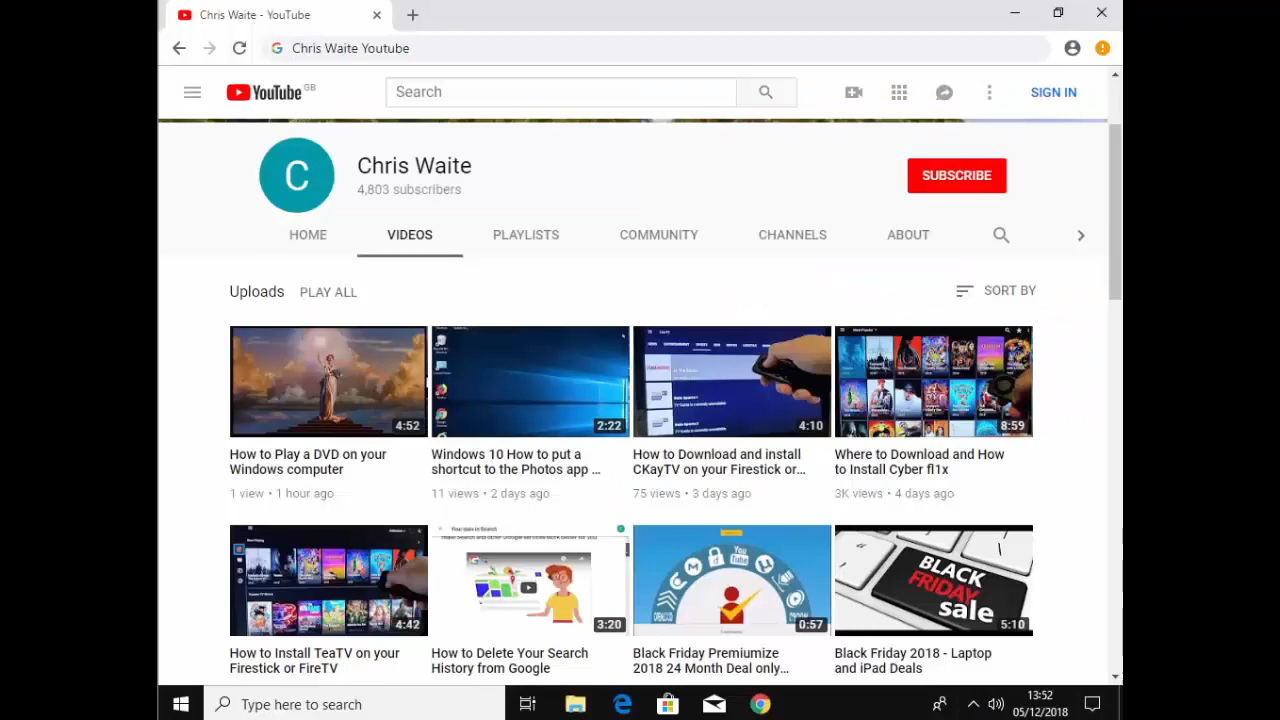 Chris Waite - YouTube
Chris Waite Youtube
YouTube GB
Search
SIGN IN
Chris Waite
4,803 subscribers
SUBSCRIBE
HOME VIDEOS PLAYLISTS COMMUNITY CHANNELS ABOUT
Uploads PLAY ALL SORT BY
4:52 2:22 4:10 8:59
How to Play a DVD on your
Windows computer
1 view • 1 hour ago
Windows 10 How to put a
shortcut to the Photos app ...
11 views • 2 days ago
How to Download and install
CKayTV on your Firestick or...
75 views • 3 days ago
Where to Download and How
to Install Cyber fl1x
3K views • 4 days ago
Your data in Search
You Tube
BLACK
FRIDAY
sale
4:42 3:20 0:57 5:10
How to Install TeaTV on your
Firestick or FireTV
How to Delete Your Search
History from Google
Black Friday Premiumize
2018 24 Month Deal only...
Black Friday 2018 - Laptop
and iPad Deals
Type here to search
13:52
05/12/2018